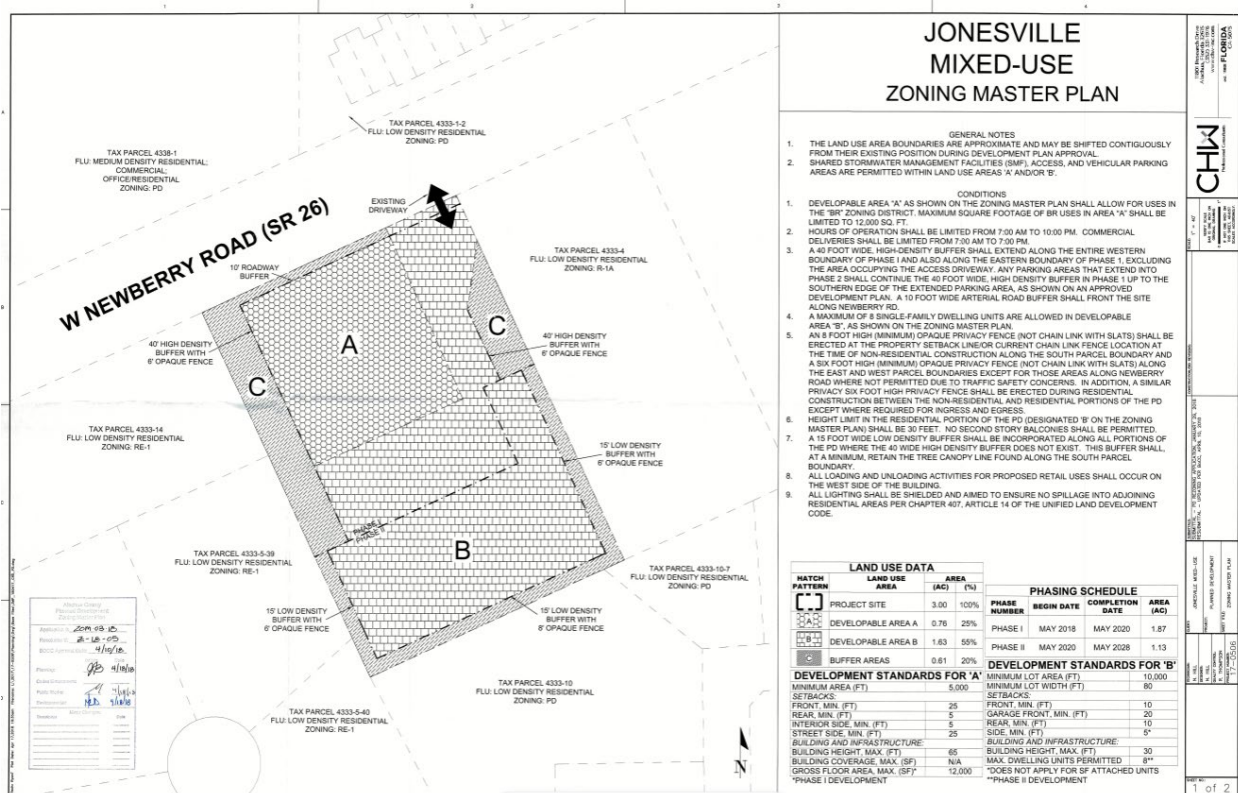 JONESVILLE
MIXED-USE
ZONING MASTER PLAN
GENERAL NOTES
1. THE LAND USE AREA BOUNDARIES ARE APPROXIMATE AND MAY BE SHIFTED CONTIGUOUSLY
FROM THEIR EXISTING POSITION DURING DEVELOPMENT PLAN APPROVAL.
2. SHARED STORMWATER MANAGEMENT FACILITIES (SMF), ACCESS, AND VEHICULAR PARKING
AREAS ARE PERMITTED WITHIN LAND USE AREAS 'A' AND/OR 'B'.
CONDITIONS
1. DEVELOPABLE AREA "A" AS SHOWN ON THE ZONING MASTER PLAN SHALL ALLOW FOR USES IN
THE "BR" ZONING DISTRICT. MAXIMUM SQUARE FOOTAGE OF BR USES IN AREA "A" SHALL BE
LIMITED TO 12,000 SQ. FT.
2. HOURS OF OPERATION SHALL BE LIMITED FROM 7:00 AM TO 10:00 PM. COMMERCIAL
DELIVERIES SHALL BE LIMITED FROM 7:00 AM TO 7:00 PM.
3. A 40 FOOT WIDE, HIGH-DENSITY BUFFER SHALL EXTEND ALONG THE ENTIRE WESTERN
BOUNDARY OF PHASE I AND ALSO ALONG THE EASTERN BOUNDARY OF PHASE 1, EXCLUDING
THE AREA OCCUPYING THE ACCESS DRIVEWAY. ANY PARKING AREAS THAT EXTEND INTO
PHASE 2 SHALL CONTINUE THE 40 FOOT WIDE, HIGH DENSITY BUFFER IN PHASE 1 UP TO THE
SOUTHERN EDGE OF THE EXTENDED PARKING AREA, AS SHOWN ON AN APPROVED
DEVELOPMENT PLAN. A 10 FOOT WIDE ARTERIAL ROAD BUFFER SHALL FRONT THE SITE
ALONG NEWBERRY RD.
4. A MAXIMUM OF 8 SINGLE-FAMILY DWELLING UNITS ARE ALLOWED IN DEVELOPABLE
AREA "B", AS SHOWN ON THE ZONING MASTER PLAN.
5. AN 8 FOOT HIGH (MINIMUM) OPAQUE PRIVACY FENCE (NOT CHAIN LINK WITH SLATS) SHALL BE
ERECTED AT THE PROPERTY SETBACK LINE/OR CURRENT CHAIN LINK FENCE LOCATION AT
THE TIME OF NON-RESIDENTIAL CONSTRUCTION ALONG THE SOUTH PARCEL BOUNDARY AND
A SIX FOOT HIGH (MINIMUM) OPAQUE PRIVACY FENCE (NOT CHAIN LINK WITH SLATS) ALONG
THE EAST AND WEST PARCEL BOUNDARIES EXCEPT FOR THOSE AREAS ALONG NEWBERRY
ROAD WHERE NOT PERMITTED DUE TO TRAFFIC SAFETY CONCERNS. IN ADDITION, A SIMILAR
PRIVACY SIX FOOT HIGH PRIVACY FENCE SHALL BE ERECTED DURING RESIDENTIAL
CONSTRUCTION BETWEEN THE NON-RESIDENTIAL AND RESIDENTIAL PORTIONS OF THE PD
EXCEPT WHERE REQUIRED FOR INGRESS AND EGRESS.
6. HEIGHT LIMIT IN THE RESIDENTIAL PORTION OF THE PD (DESIGNATED 'B' ON THE ZONING
MASTER PLAN) SHALL BE 30 FEET. NO SECOND STORY BALCONIES SHALL BE PERMITTED.
7. A 15 FOOT WIDE LOW DENSITY BUFFER SHALL BE INCORPORATED ALONG ALL PORTIONS OF
THE PD WHERE THE 40 WIDE HIGH DENSITY BUFFER DOES NOT EXIST. THIS BUFFER SHALL,
AT A MINIMUM, RETAIN THE TREE CANOPY LINE FOUND ALONG THE SOUTH PARCEL
BOUNDARY.
8. ALL LOADING AND UNLOADING ACTIVITIES FOR PROPOSED RETAIL USES SHALL OCCUR ON
THE WEST SIDE OF THE BUILDING.
9. ALL LIGHTING SHALL BE SHIELDED AND AIMED TO ENSURE NO SPILLAGE INTO ADJOINING
RESIDENTIAL AREAS PER CHAPTER 407, ARTICLE 14 OF THE UNIFIED LAND DEVELOPMENT
CODE.
TAX PARCEL 4338-1
FLU: MEDIUM DENSITY RESIDENTIAL;
COMMERCIAL;
OFFICE/RESIDENTIAL
ZONING: PD
TAX PARCEL 4333-1-2
FLU: LOW DENSITY RESIDENTIAL
ZONING: PD
EXISTING
DRIVEWAY
W NEWBERRY ROAD (SR 26)
10' ROADWAY
BUFFER
TAX PARCEL 4333-4
FLU: LOW DENSITY RESIDENTIAL
ZONING: R-1A
A
C
40' HIGH DENSITY
BUFFER WITH
6' OPAQUE FENCE
40' HIGH DENSITY
BUFFER WITH
6' OPAQUE FENCE
C
TAX PARCEL 4333-14
FLU: LOW DENSITY RESIDENTIAL
ZONING: RE-1
15' LOW DENSITY
BUFFER WITH
6' OPAQUE FENCE
PHASE I
PHASE II
B
TAX PARCEL 4333-5-39
FLU: LOW DENSITY RESIDENTIAL
ZONING: RE-1
TAX PARCEL 4333-10-7
FLU: LOW DENSITY RESIDENTIAL
ZONING: PD
15' LOW DENSITY
BUFFER WITH
6' OPAQUE FENCE
15' LOW DENSITY
BUFFER WITH
8' OPAQUE FENCE
TAX PARCEL 4333-10
FLU: LOW DENSITY RESIDENTIAL
ZONING: PD
TAX PARCEL 4333-5-40
FLU: LOW DENSITY RESIDENTIAL
ZONING: RE-1
N
LAND USE DATA
HATCH PATTERN LAND USE AREA AREA (AC) (%)
PROJECT SITE 3.00 100%
A DEVELOPABLE AREA A 0.76 25%
B DEVELOPABLE AREA B 1.63 55%
C BUFFER AREAS 0.61 20%
PHASING SCHEDULE
PHASE NUMBER BEGIN DATE COMPLETION DATE AREA (AC)
PHASE I MAY 2018 MAY 2020 1.87
PHASE II MAY 2020 MAY 2028 1.13
DEVELOPMENT STANDARDS FOR 'A'
MINIMUM AREA (FT) 5,000
SETBACKS:
FRONT, MIN. (FT) 25
REAR, MIN. (FT) 5
INTERIOR SIDE, MIN. (FT) 5
STREET SIDE, MIN. (FT) 25
BUILDING AND INFRASTRUCTURE:
BUILDING HEIGHT, MAX. (FT) 65
BUILDING COVERAGE, MAX. (SF) N/A
GROSS FLOOR AREA, MAX. (SF)* 12,000
*PHASE I DEVELOPMENT
DEVELOPMENT STANDARDS FOR 'B'
MINIMUM LOT AREA (FT) 10,000
MINIMUM LOT WIDTH (FT) 80
SETBACKS:
FRONT, MIN. (FT) 10
GARAGE FRONT, MIN. (FT) 20
REAR, MIN. (FT) 10
SIDE, MIN. (FT) 5*
BUILDING AND INFRASTRUCTURE:
BUILDING HEIGHT, MAX. (FT) 30
MAX. DWELLING UNITS PERMITTED 8**
*DOES NOT APPLY FOR SF ATTACHED UNITS
**PHASE II DEVELOPMENT
CHW
FLORIDA
JONESVILLE MIXED-USE
PLANNED DEVELOPMENT
ZONING MASTER PLAN
17-0506
1 of 2